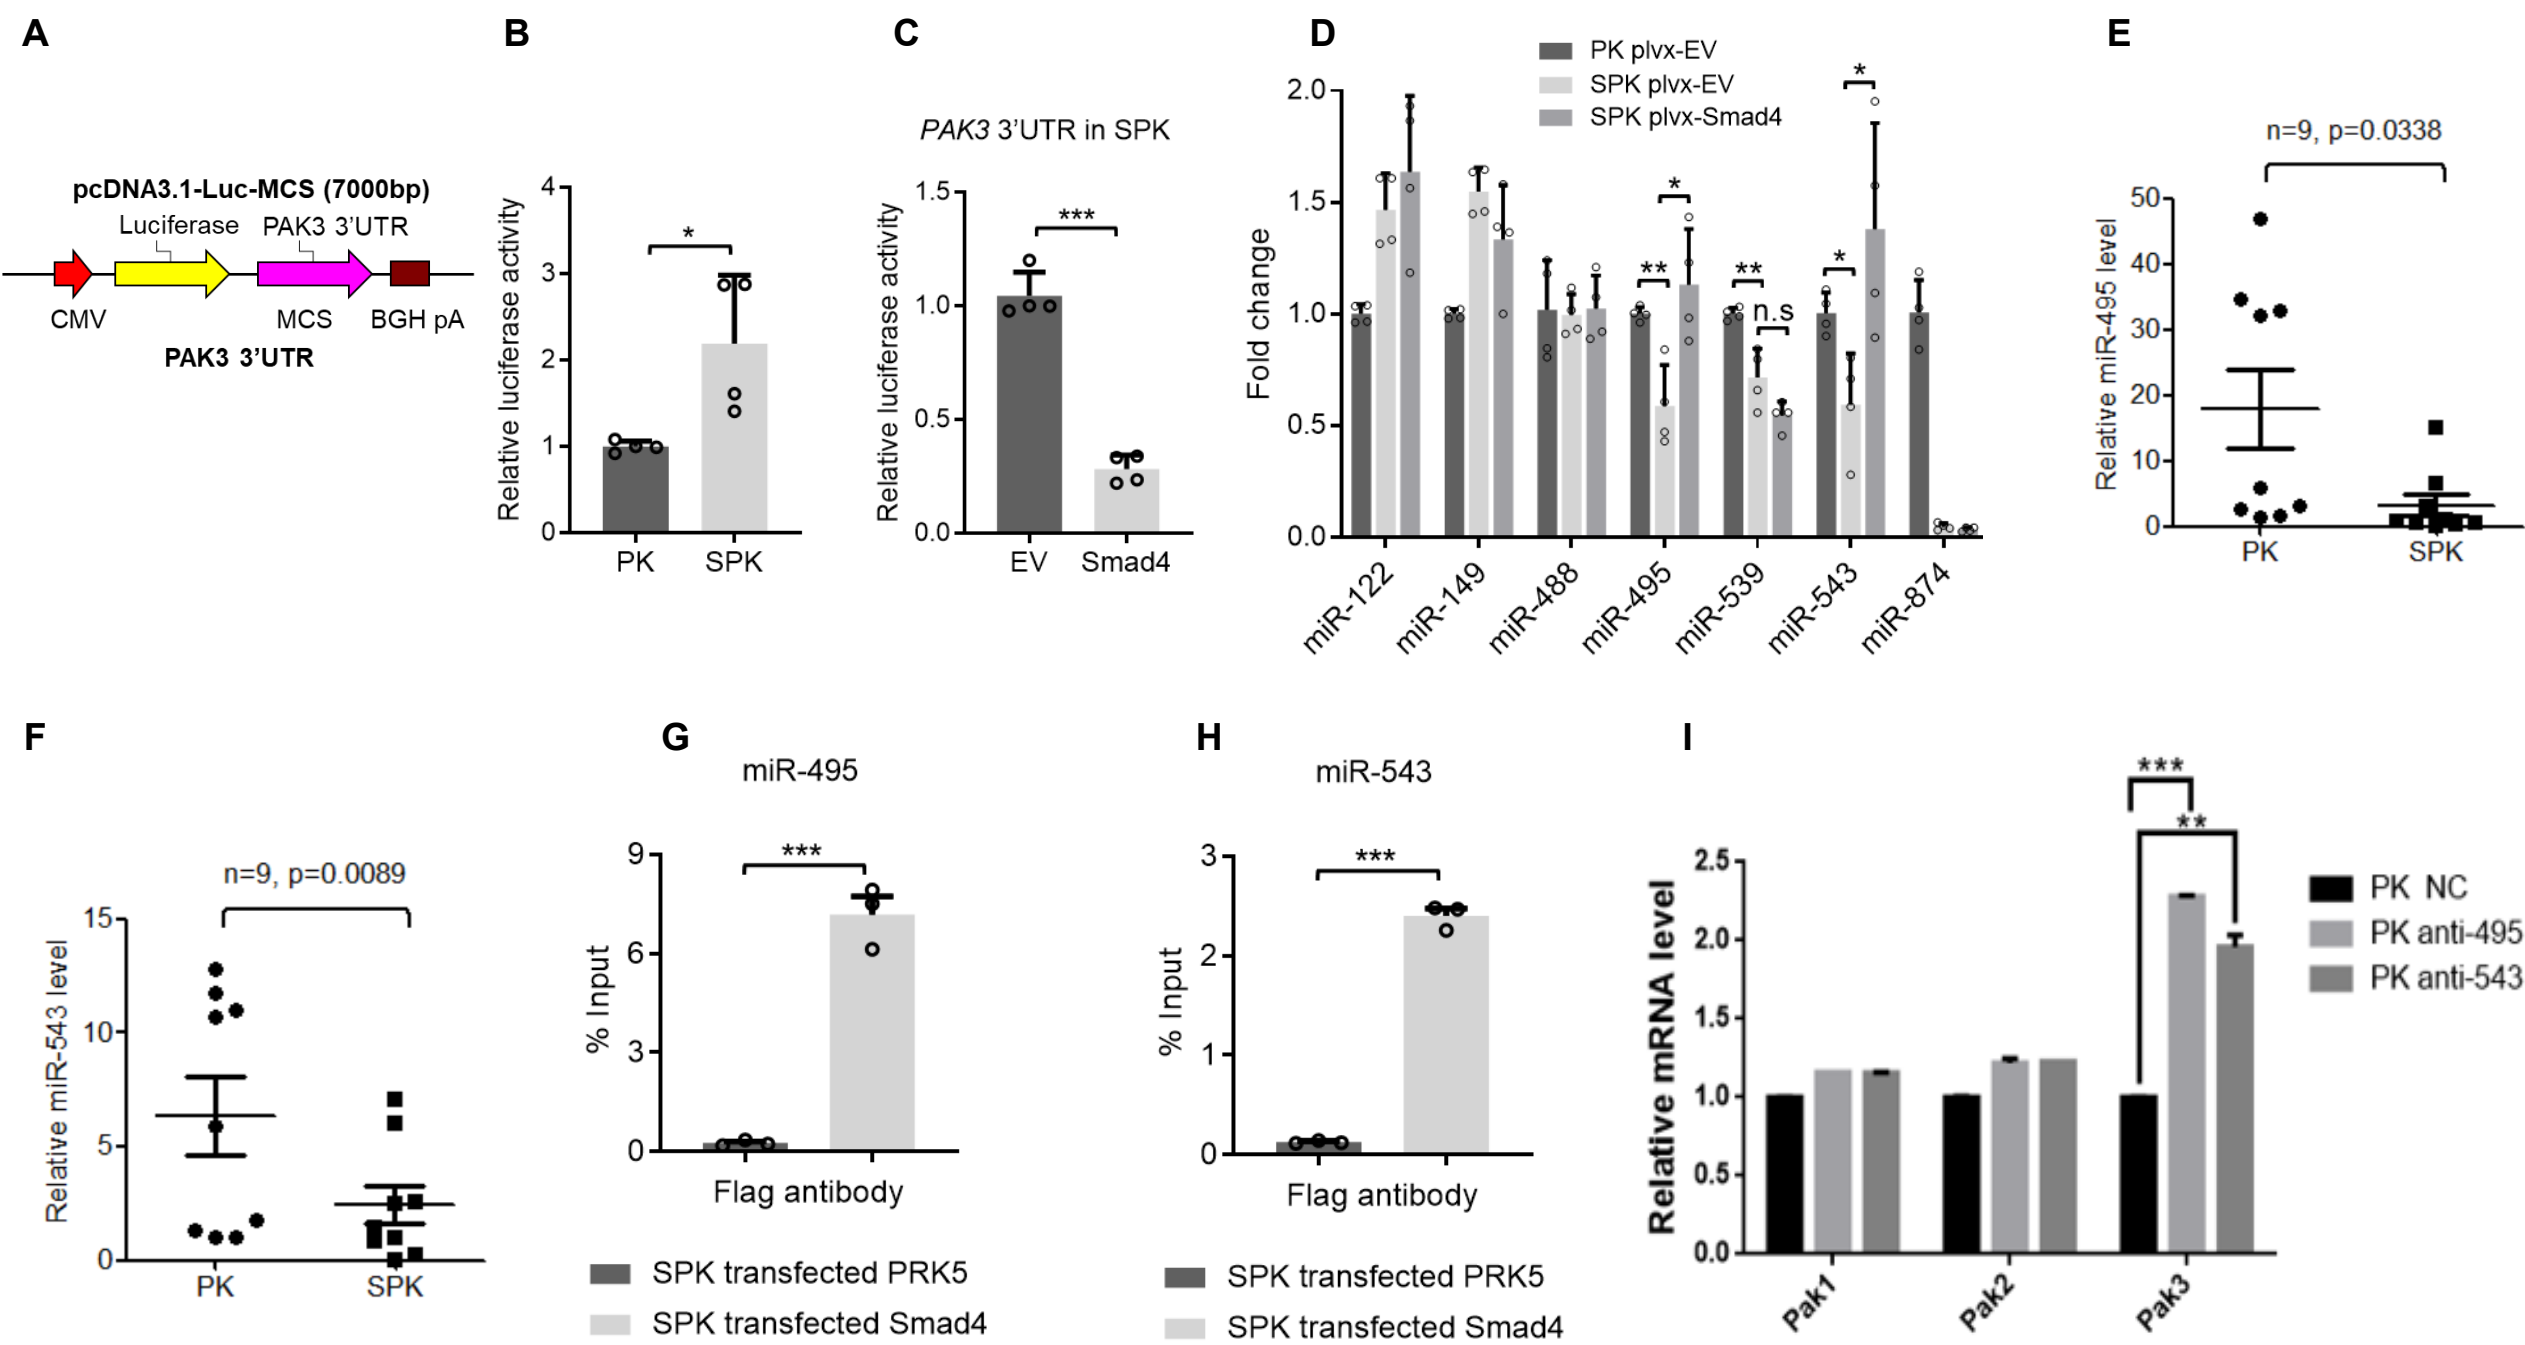 A
pcDNA3.1-Luc-MCS (7000bp)
Luciferase PAK3 3’UTR
CMV MCS BGH pA
PAK3 3’UTR
B
Relative luciferase activity
4
3
2
1
0
*
PK SPK
C
PAK3 3’UTR in SPK
Relative luciferase activity
1.5
1.0
0.5
0.0
***
EV Smad4
D
PK plvx-EV
SPK plvx-EV
SPK plvx-Smad4
Fold change
2.0
1.5
1.0
0.5
0.0
** * ** n.s * *
miR-122 miR-149 miR-488 miR-495 miR-539 miR-543 miR-874
E
n=9, p=0.0338
Relative miR-495 level
50
40
30
20
10
0
PK SPK
F
n=9, p=0.0089
Relative miR-543 level
15
10
5
0
PK SPK
G
miR-495
% Input
9
6
3
0
***
Flag antibody
SPK transfected PRK5
SPK transfected Smad4
H
miR-543
% Input
3
2
1
0
***
Flag antibody
SPK transfected PRK5
SPK transfected Smad4
I
Relative mRNA level
2.5
2.0
1.5
1.0
0.5
0.0
***
**
Pak1 Pak2 Pak3
PK NC
PK anti-495
PK anti-543